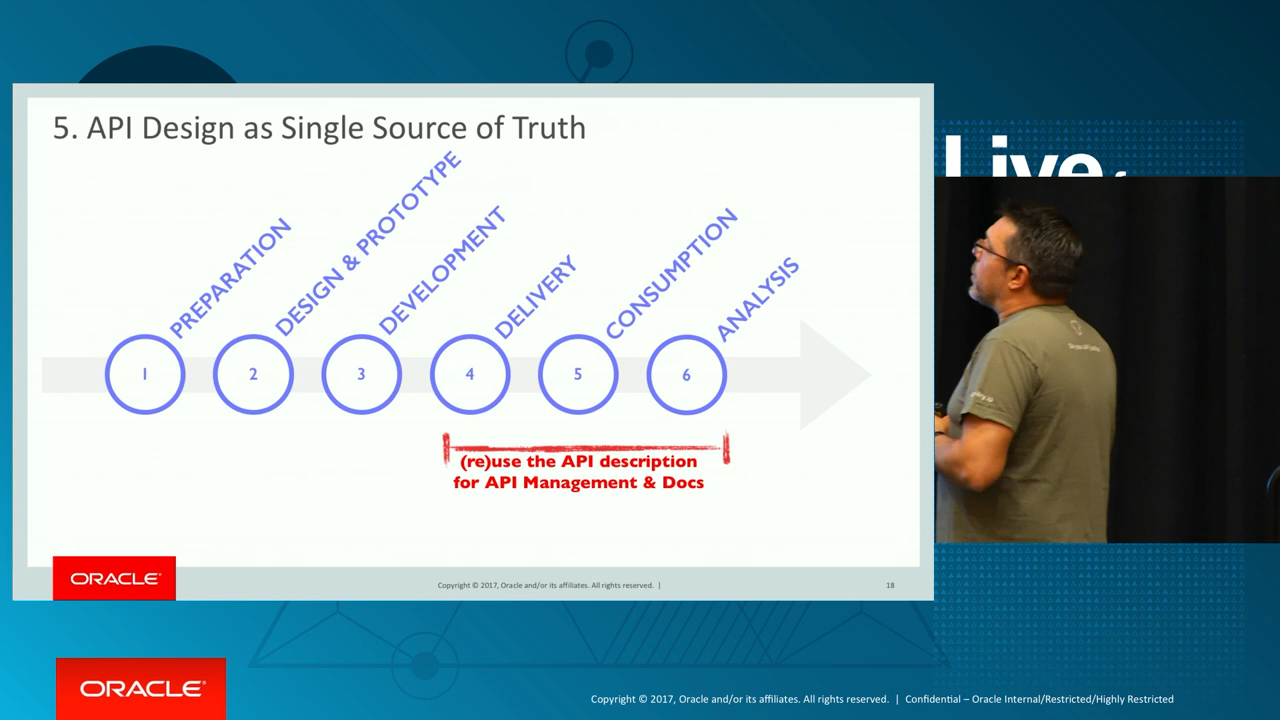 5. API Design as Single Source of Truth
PREPARATION
DESIGN & PROTOTYPE
DEVELOPMENT
DELIVERY
CONSUMPTION
ANALYSIS
1
2
3
4
5
6
(re)use the API description
for API Management & Docs
ORACLE®
Copyright © 2017, Oracle and/or its affiliates. All rights reserved. |
18
Live
ORACLE®
Copyright © 2017, Oracle and/or its affiliates. All rights reserved. | Confidential – Oracle Internal/Restricted/Highly Restricted